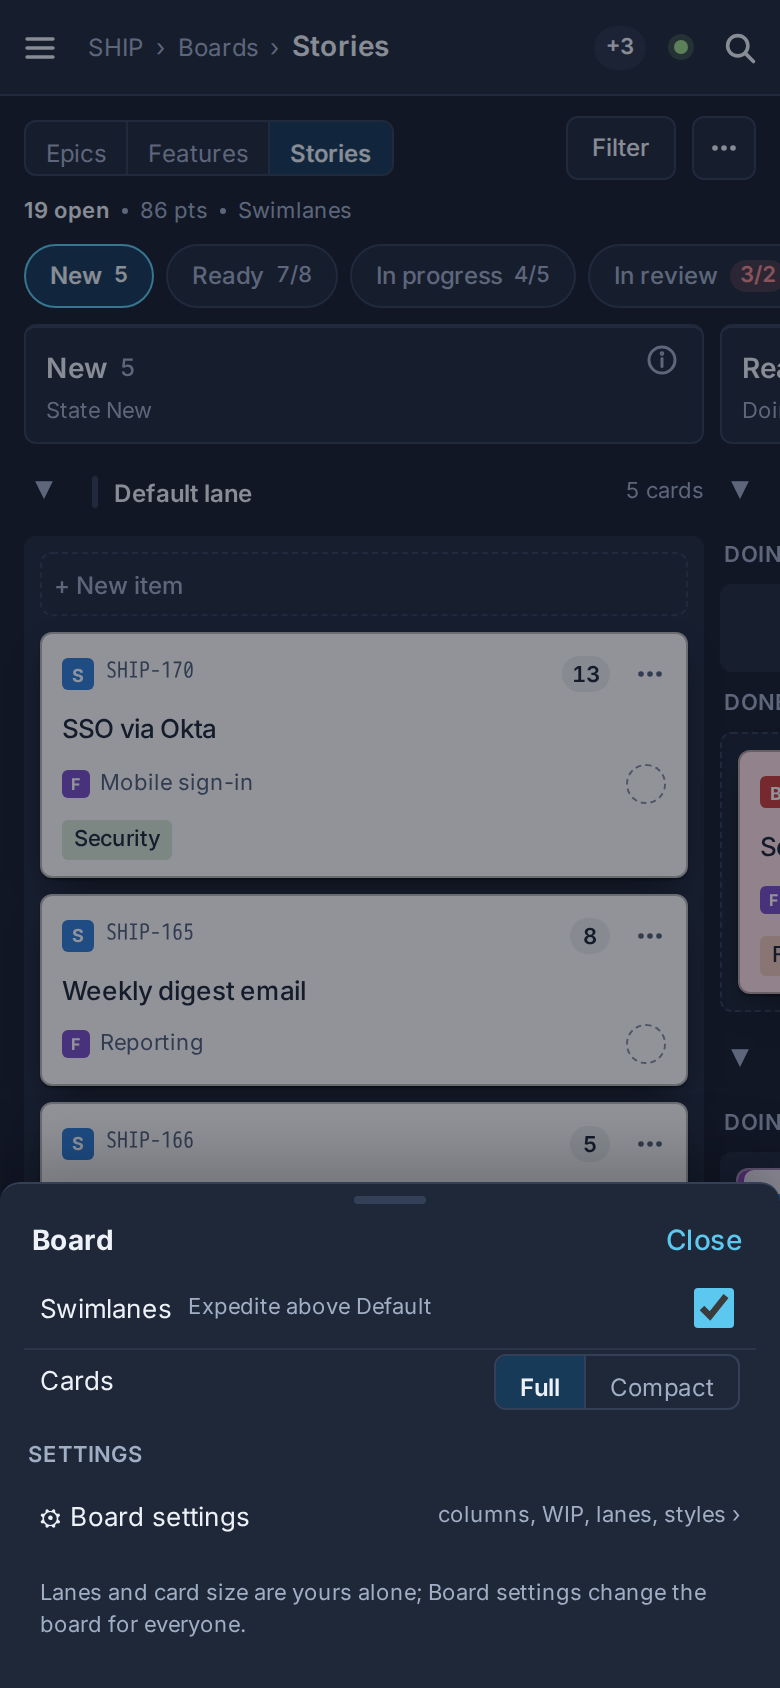 SHIP › Boards › Stories +3
Epics Features Stories Filter •••
19 open • 86 pts • Swimlanes
New 5 Ready 7/8 In progress 4/5 In review 3/2
New 5
State New
Default lane 5 cards
+ New item
S SHIP-170 13 •••
SSO via Okta
F Mobile sign-in
Security
S SHIP-165 8 •••
Weekly digest email
F Reporting
S SHIP-166 5 •••
Board Close
Swimlanes Expedite above Default
Cards Full Compact
SETTINGS
Board settings columns, WIP, lanes, styles ›
Lanes and card size are yours alone; Board settings change the
board for everyone.